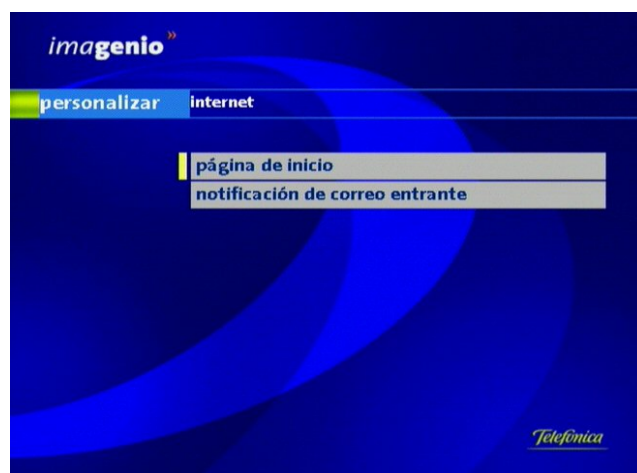 imagenio»
personalizar internet
página de inicio
notificación de correo entrante
Telefónica